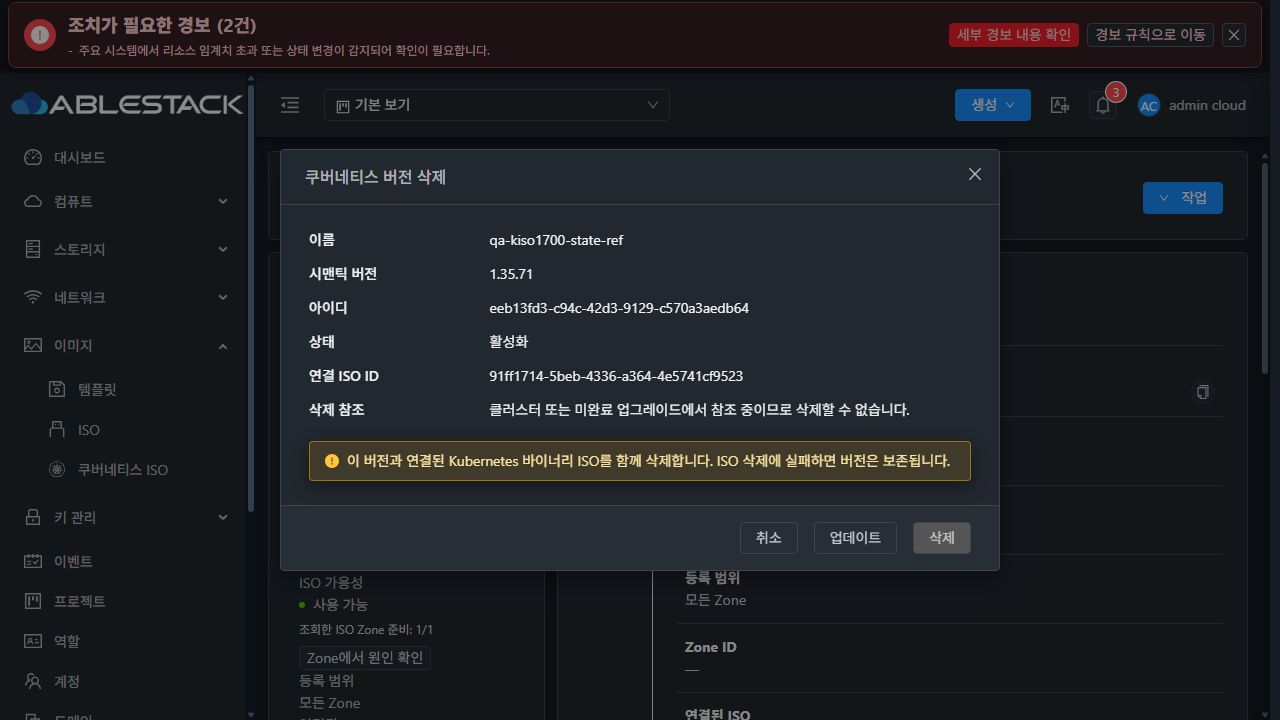 조치가 필요한 경보 (2건)
- 주요 시스템에서 리소스 임계치 초과 또는 상태 변경이 감지되어 확인이 필요합니다.
세부 경보 내용 확인
경보 규칙으로 이동
ABLESTACK
기본 보기
생성
3
AC
admin cloud
대시보드
컴퓨트
스토리지
네트워크
이미지
템플릿
ISO
쿠버네티스 ISO
키 관리
이벤트
프로젝트
역할
계정
작업
쿠버네티스 버전 삭제
이름 qa-kiso1700-state-ref
시맨틱 버전 1.35.71
아이디 eeb13fd3-c94c-42d3-9129-c570a3aedb64
상태 활성화
연결 ISO ID 91ff1714-5beb-4336-a364-4e5741cf9523
삭제 참조 클러스터 또는 미완료 업그레이드에서 참조 중이므로 삭제할 수 없습니다.
이 버전과 연결된 Kubernetes 바이너리 ISO를 함께 삭제합니다. ISO 삭제에 실패하면 버전은 보존됩니다.
취소
업데이트
삭제
ISO 가용성
사용 가능
조회한 ISO Zone 준비: 1/1
Zone에서 원인 확인
등록 범위
모든 Zone
등록 범위
모든 Zone
Zone ID
—
연결된 ISO